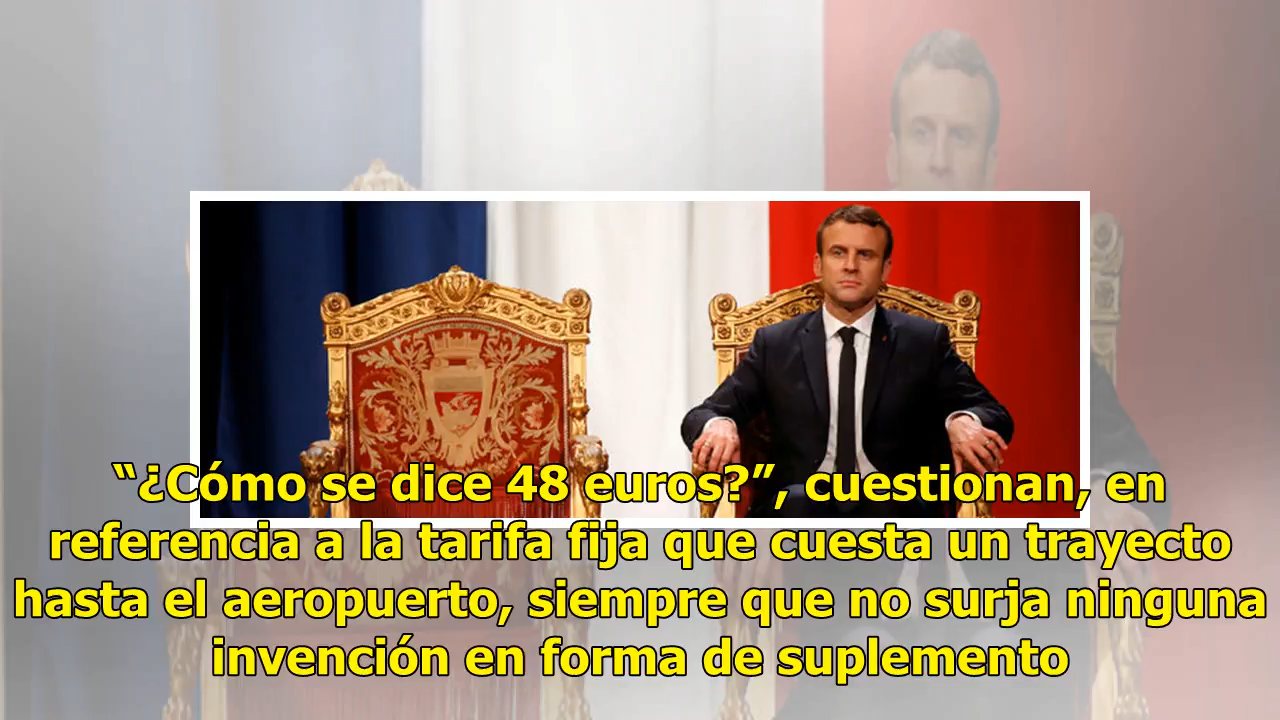 “¿Cómo se dice 48 euros?”, cuestionan, en
referencia a la tarifa fija que cuesta un trayecto
hasta el aeropuerto, siempre que no surja ninguna
invención en forma de suplemento